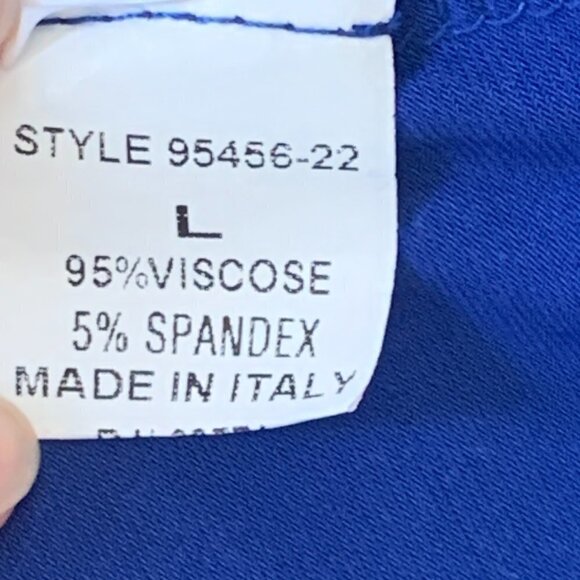 STYLE 95456-22
L
95%VISCOSE
5% SPANDEX
MADE IN ITALY